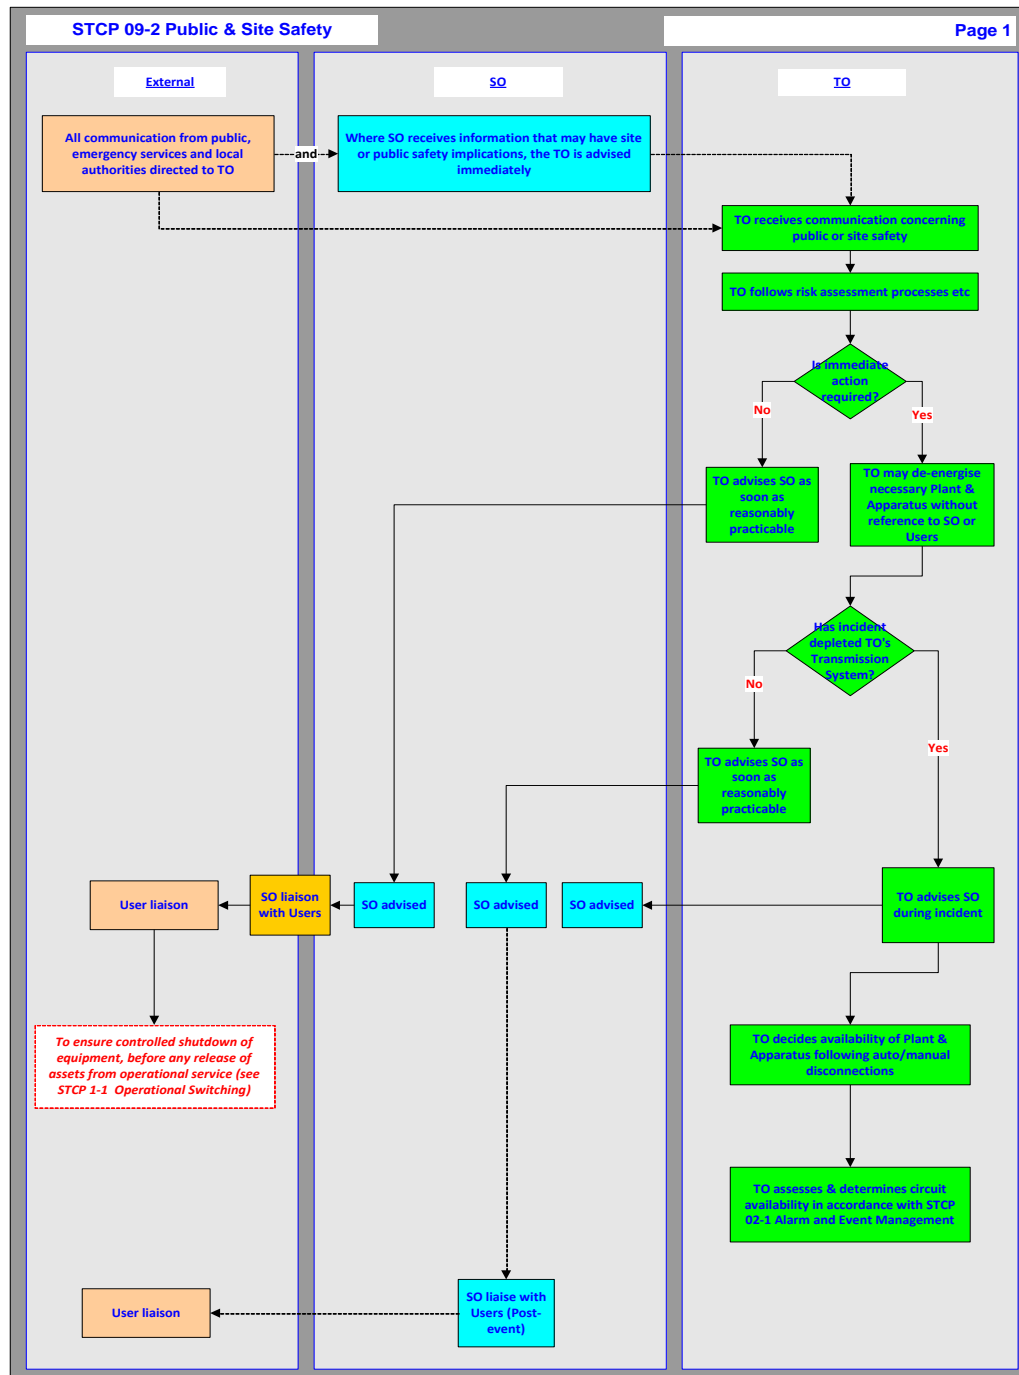 STCP 09-2 Public & Site Safety
Page 1
External
SO
TO
All communication from public,
emergency services and local
authorities directed to TO
and
Where SO receives information that may have site
or public safety implications, the TO is advised
immediately
TO receives communication concerning
public or site safety
TO follows risk assessment processes etc
Is immediate
action
required?
No
Yes
TO advises SO as
soon as
reasonably
practicable
TO may de-energise
necessary Plant &
Apparatus without
reference to SO or
Users
Has incident
depleted TO's
Transmission
System?
No
Yes
TO advises SO as
soon as
reasonably
practicable
User liaison
SO liaison
with Users
SO advised
SO advised
SO advised
TO advises SO
during incident
To ensure controlled shutdown of
equipment, before any release of
assets from operational service (see
STCP 1-1 Operational Switching)
TO decides availability of Plant &
Apparatus following auto/manual
disconnections
TO assesses & determines circuit
availability in accordance with STCP
02-1 Alarm and Event Management
User liaison
SO liaise with
Users (Post-
event)